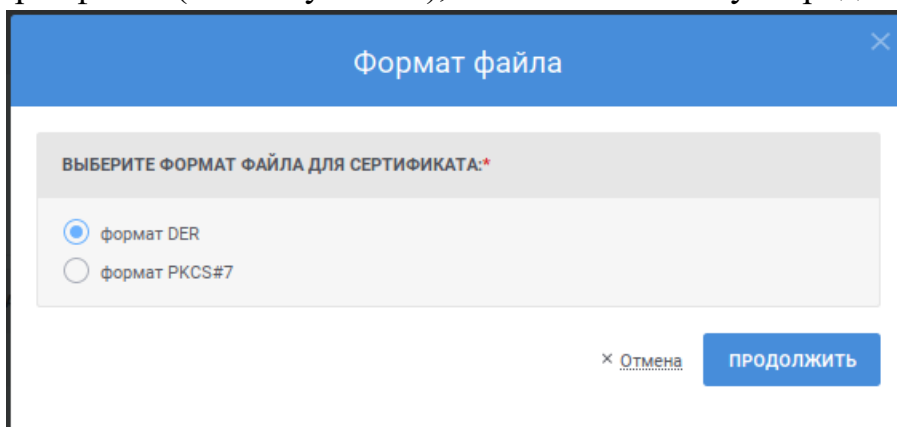 Формат файла
ВЫБЕРИТЕ ФОРМАТ ФАЙЛА ДЛЯ СЕРТИФИКАТА:*
формат DER
формат PKCS#7
× Отмена
ПРОДОЛЖИТЬ